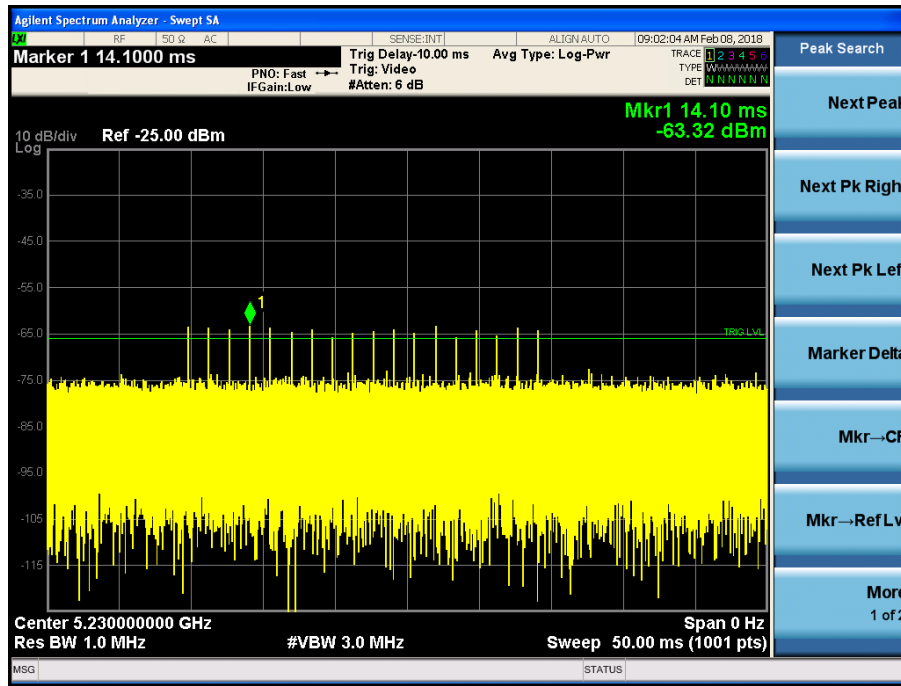 Agilent Spectrum Analyzer - Swept SA
LXI RF 50 Ω AC SENSE:INT ALIGN AUTO 09:02:04 AM Feb 08, 2018
Marker 1 14.1000 ms
PNO: Fast
IFGain:Low
Trig Delay-10.00 ms
Trig: Video
#Atten: 6 dB
Avg Type: Log-Pwr
TRACE 1 2 3 4 5 6
TYPE WWWWWW
DET N N N N N N
Peak Search
Mkr1 14.10 ms
-63.32 dBm
10 dB/div
Log
Ref -25.00 dBm
-35.0
-45.0
-55.0
-65.0
-75.0
-85.0
-95.0
-105
-115
1
TRIG LVL
Center 5.230000000 GHz
Span 0 Hz
Res BW 1.0 MHz
#VBW 3.0 MHz
Sweep 50.00 ms (1001 pts)
MSG
STATUS
Next Peak
Next Pk Righ
Next Pk Lef
Marker Delta
Mkr→CF
Mkr→Ref Lv
More
1 of 2